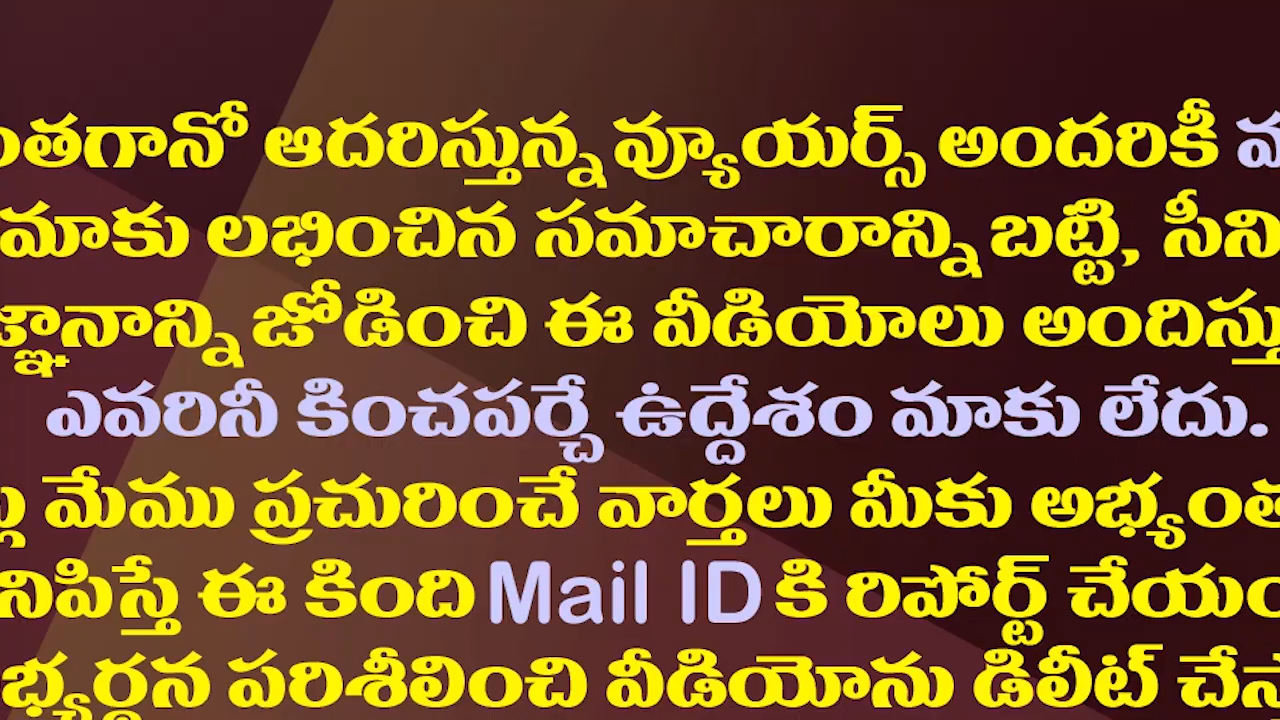 ంతగానో ఆదరిస్తున్న వ్యూయర్స్ అందరికీ
మాకు లభించిన సమాచారాన్ని బట్టి, సీని
జ్ఞానాన్ని జోడించి ఈ వీడియోలు అందిస్తు
ఎవరినీ కించపర్చే ఉద్దేశం మాకు లేదు.
మేము ప్రచురించే వార్తలు మీకు అభ్యంత
నిపిస్తే ఈ కింది Mail ID కి రిపోర్ట్ చేయం
భ్యర్థన పరిశీలించి వీడియోను డిలీట్ చేస